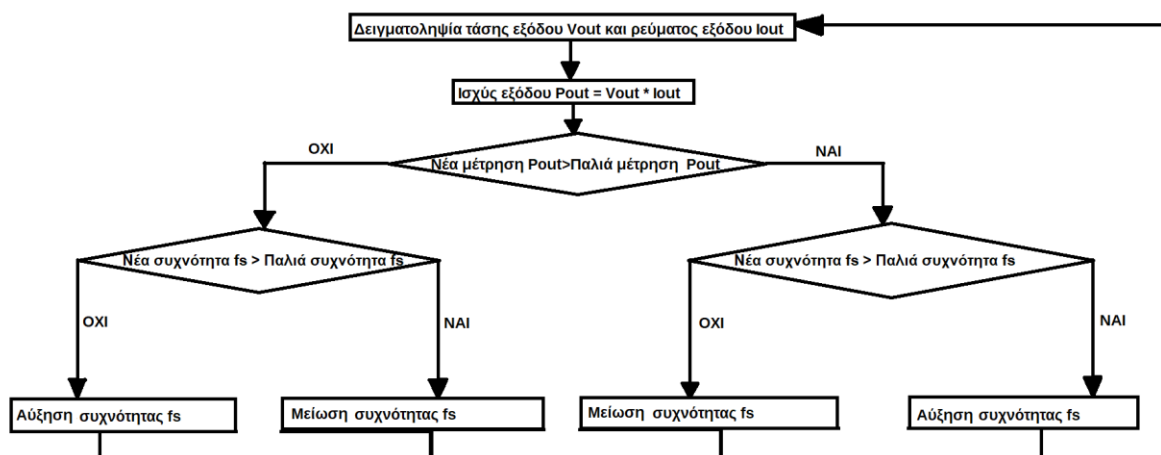 Δειγματοληψία τάσης εξόδου Vout και ρεύματος εξόδου Iout
Ισχύς εξόδου Pout = Vout * Iout
ΟΧΙ
ΝΑΙ
Νέα μέτρηση Pout>Παλιά μέτρηση Pout
Νέα συχνότητα fs > Παλιά συχνότητα fs
Νέα συχνότητα fs > Παλιά συχνότητα fs
ΟΧΙ
ΝΑΙ
ΟΧΙ
ΝΑΙ
Αύξηση συχνότητας fs
Μείωση συχνότητας fs
Μείωση συχνότητας fs
Αύξηση συχνότητας fs